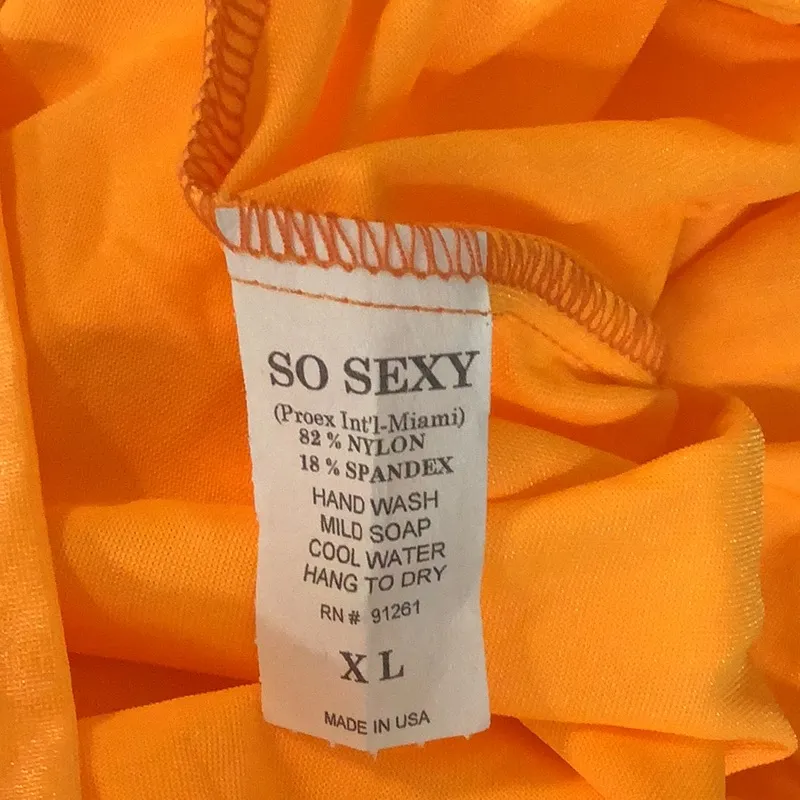 SO SEXY
(Proex Int'l-Miami)
82 % NYLON
18 % SPANDEX
HAND WASH
MILD SOAP
COOL WATER
HANG TO DRY
RN # 91261
XL
MADE IN USA